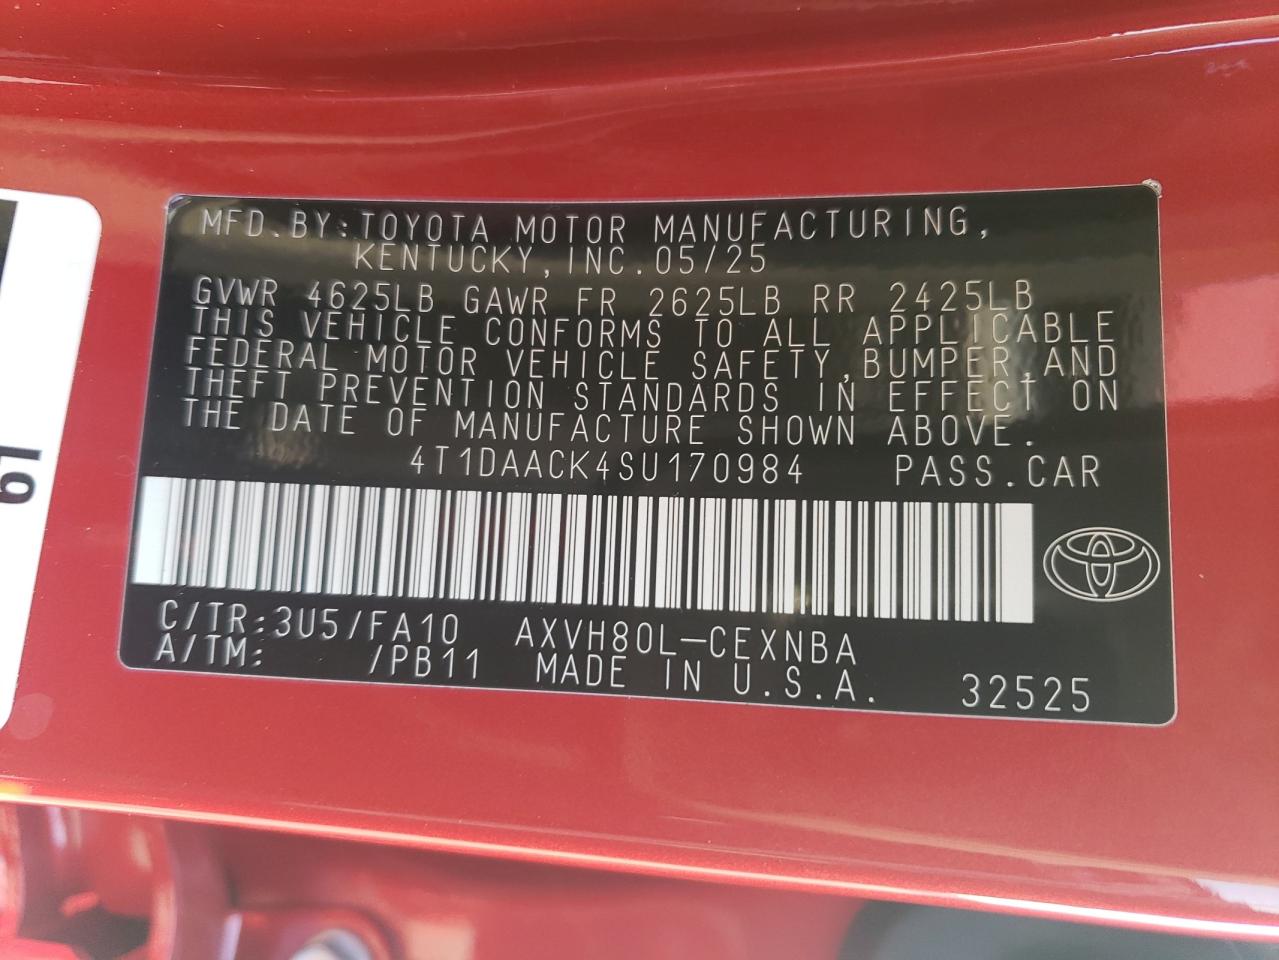 MFD.BY:TOYOTA MOTOR MANUFACTURING,
KENTUCKY,INC.05/25
GVWR 4625LB GAWR FR 2625LB RR 2425LB
THIS VEHICLE CONFORMS TO ALL APPLICABLE
FEDERAL MOTOR VEHICLE SAFETY,BUMPER,AND
THEFT PREVENTION STANDARDS IN EFFECT ON
THE DATE OF MANUFACTURE SHOWN ABOVE.
4T1DAACK4SU170984 PASS.CAR
C/TR:3U5/FA10 AXVH80L-CEXNBA
A/TM: /PB11 MADE IN U.S.A. 32525
19